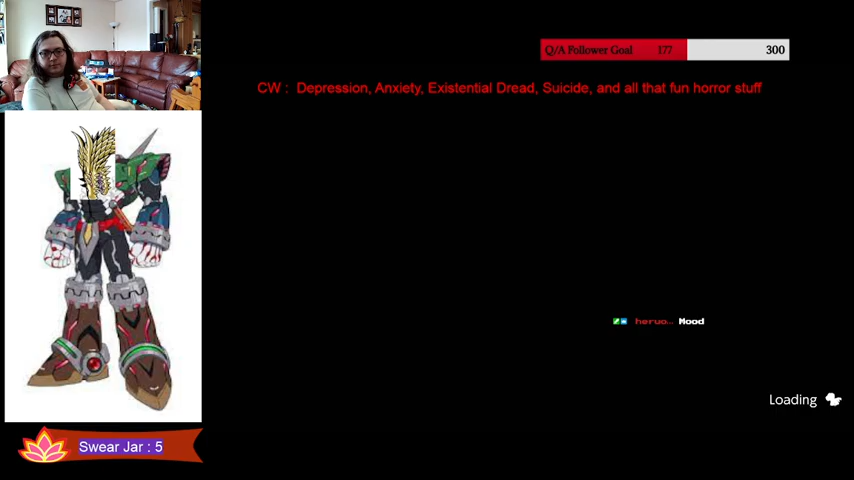 Q/A Follower Goal 177 300
CW : Depression, Anxiety, Existential Dread, Suicide, and all that fun horror stuff
heruo... Mood
Loading
Swear Jar : 5